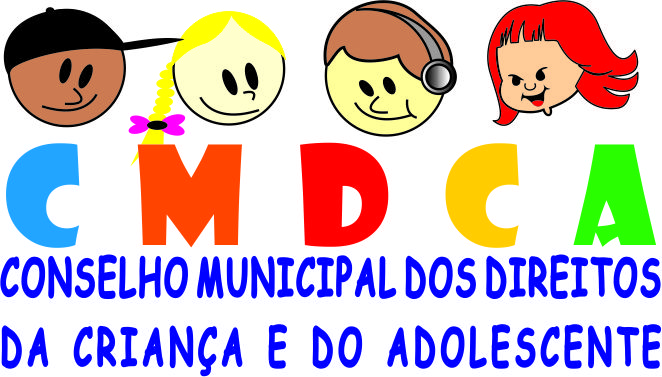 CMDCA
CONSELHO MUNICIPAL DOS DIREITOS
DA CRIANÇA E DO ADOLESCENTE